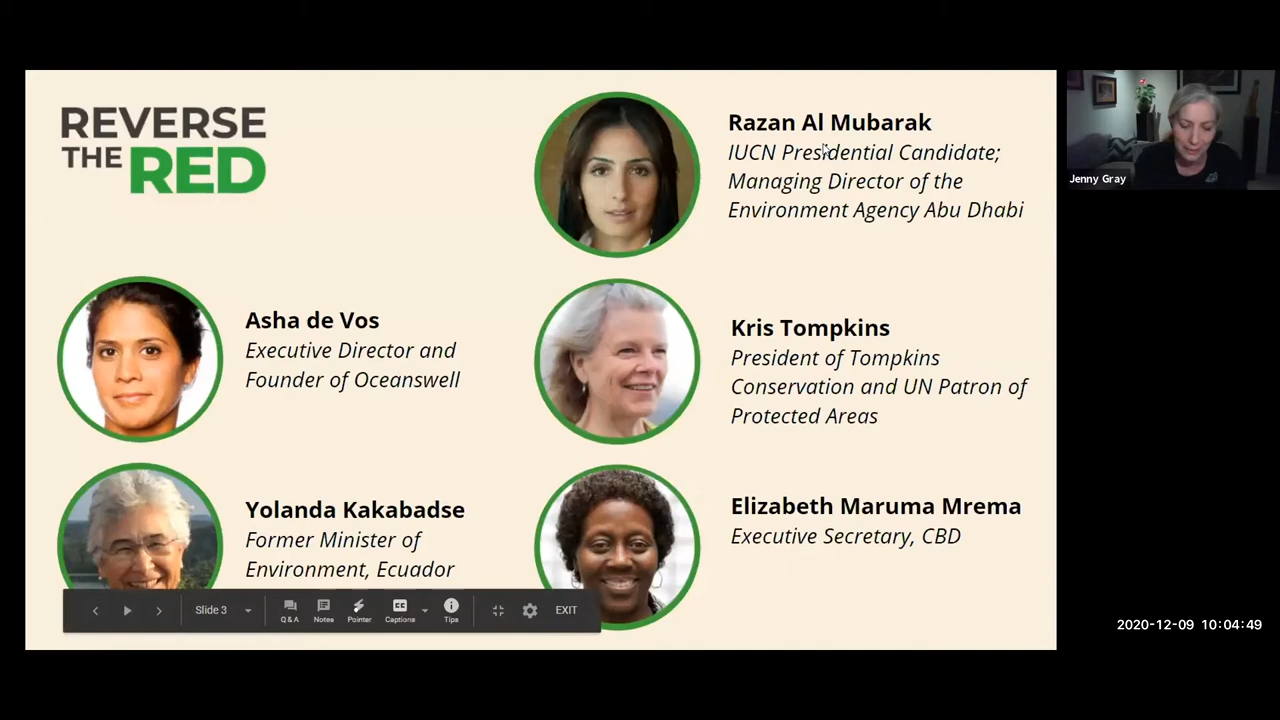 REVERSE
THE RED
Razan Al Mubarak
IUCN Presidential Candidate;
Managing Director of the
Environment Agency Abu Dhabi
Asha de Vos
Executive Director and
Founder of Oceanswell
Kris Tompkins
President of Tompkins
Conservation and UN Patron of
Protected Areas
Yolanda Kakabadse
Former Minister of
Environment, Ecuador
Elizabeth Maruma Mrema
Executive Secretary, CBD
Slide 3
Q & A
Notes
Pointer
CC
Captions
Tips
EXIT
Jenny Gray
2020-12-09 10:04:49